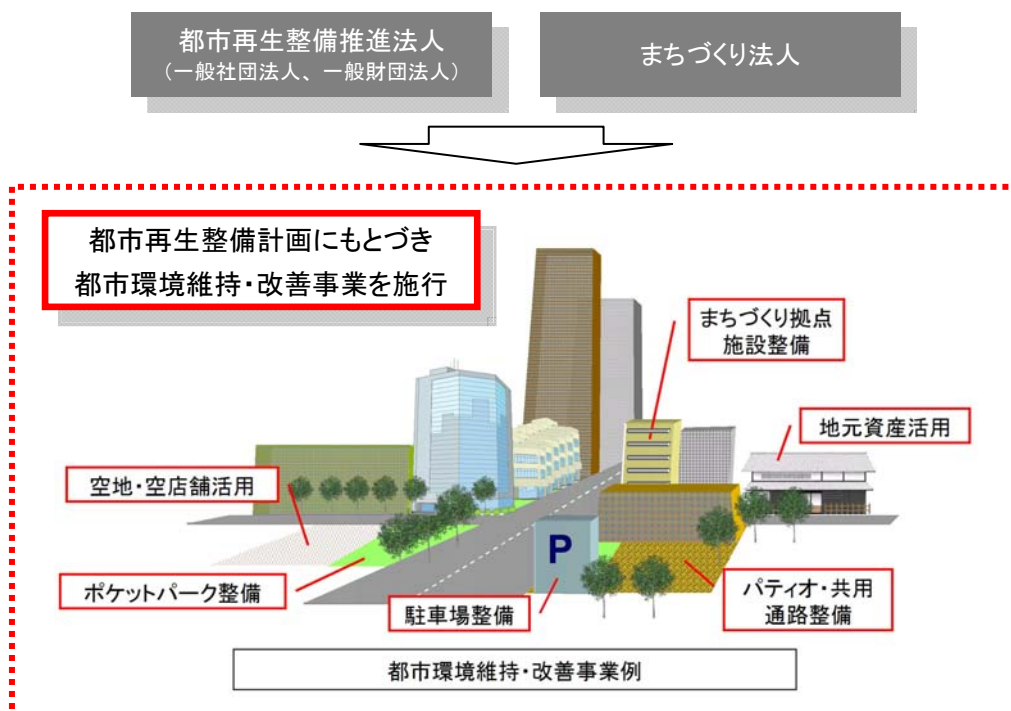 都市再生整備推進法人
（一般社団法人、一般財団法人）
まちづくり法人
都市再生整備計画にもとづき
都市環境維持・改善事業を施行
まちづくり拠点
施設整備
地元資産活用
空地・空店舗活用
P
ポケットパーク整備
駐車場整備
パティオ・共用
通路整備
都市環境維持・改善事業例